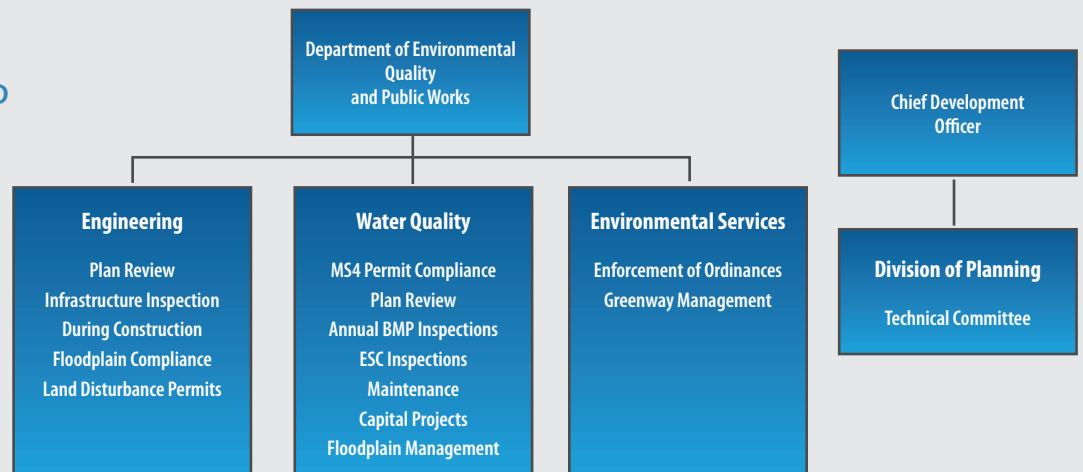 Department of Environmental
Quality
and Public Works
Chief Development
Officer
Engineering
Plan Review
Infrastructure Inspection
During Construction
Floodplain Compliance
Land Disturbance Permits
Water Quality
MS4 Permit Compliance
Plan Review
Annual BMP Inspections
ESC Inspections
Maintenance
Capital Projects
Floodplain Management
Environmental Services
Enforcement of Ordinances
Greenway Management
Division of Planning
Technical Committee